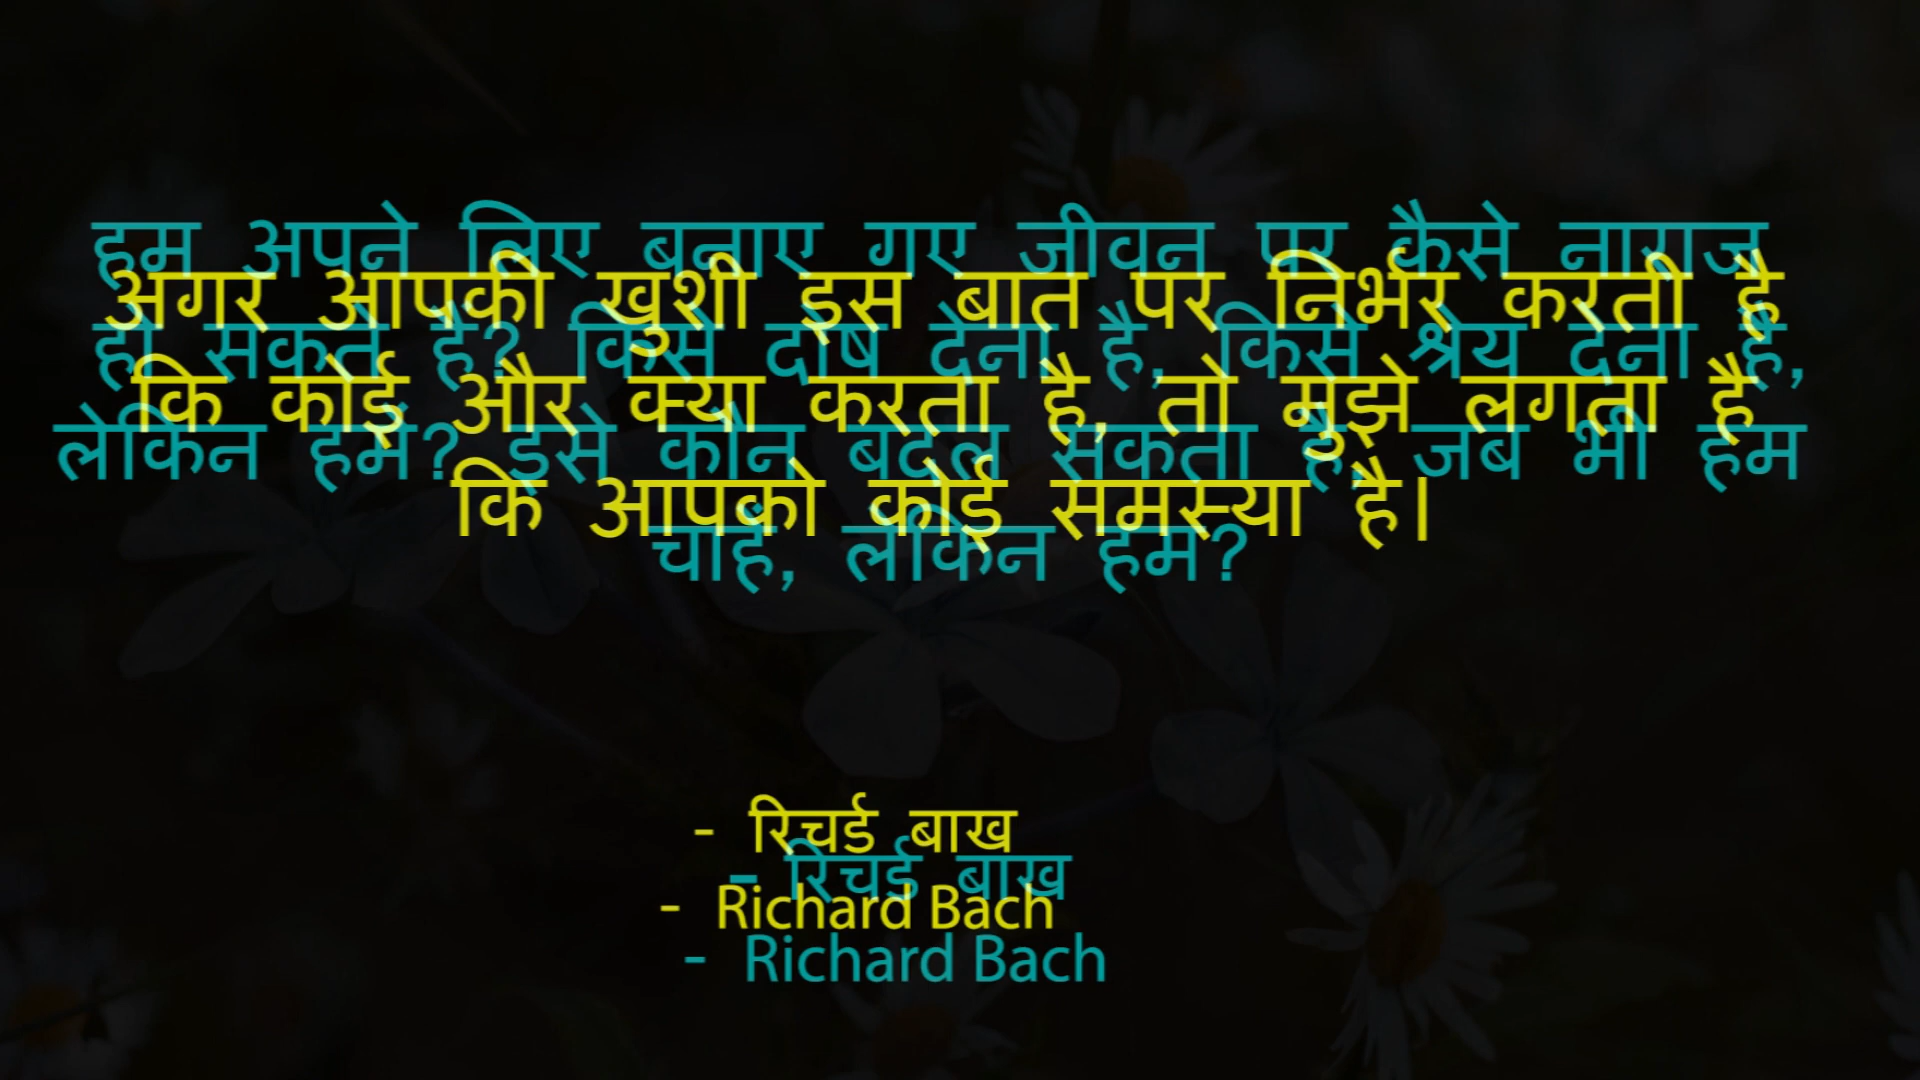 हम अपने लिए बनाए गए जीवन पर कैसे नाराज
हो सकते हैं? किसे दोष देना है, किसे श्रेय देना है,
लेकिन हमें? इसे कौन बदल सकता है, जब भी हम
चाहें, लेकिन हम?
अगर आपकी खुशी इस बात पर निर्भर करती है
कि कोई और क्या करता है, तो मुझे लगता है
कि आपको कोई समस्या है।
- रिचर्ड बाख
- रिचर्ड बाख
- Richard Bach
- Richard Bach